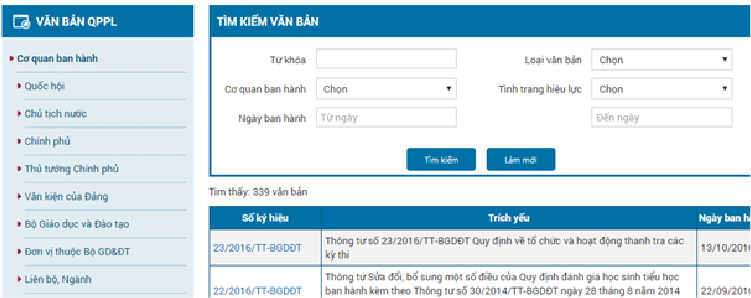 VĂN BẢN QPPL
Cơ quan ban hành
Quốc hội
Chủ tịch nước
Chính phủ
Thủ tướng Chính phủ
Văn kiện của Đảng
Bộ Giáo dục và Đào tạo
Đơn vị thuộc Bộ GD&ĐT
Liên bộ, Ngành
TÌM KIẾM VĂN BẢN
Từ khóa
Loại văn bản Chọn
Cơ quan ban hành Chọn Tình trạng hiệu lực Chọn
Ngày ban hành Từ ngày Đến ngày
Tìm kiếm Làm mới
Tìm thấy: 339 văn bản
Số ký hiệu Trích yếu Ngày ban
23/2016/TT-BGDĐT Thông tư số 23/2016/TT-BGDĐT Quy định về tổ chức và hoạt động thanh tra các 13/10/
kỳ thi
22/2016/TT-BGDĐT Thông tư Sửa đổi, bổ sung một số điều của Quy định đánh giá học sinh tiểu học 22/09/2016
ban hành kèm theo Thông tư số 30/2014/TT-BGDĐT ngày 28 tháng 8 năm 2014